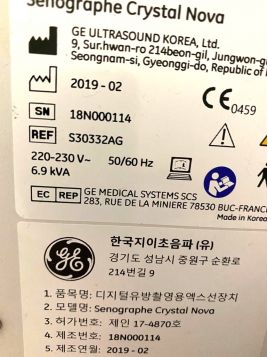 Senographe Crystal Nova
GE ULTRASOUND KOREA, Ltd.
9, Sur.hwan-ro 214beon-gil, Jungwon-g
Seongnam-si, Gyeonggi-do, Republic of
2019-02
CE 0459
SN 18N000114
REF S30332AG
220-230 V~ 50/60 Hz
6.9 kVA
EC REP GE MEDICAL SYSTEMS SCS
283, RUE DE LA MINIERE 78530 BUC-FRANC
Made in Korea
GE
한국지이초음파 (유)
경기도 성남시 중원구 순환로
214번길 9
1. 품목명: 디지털유방촬영용엑스선장치
2. 모델명: Senographe Crystal Nova
3. 허가번호: 제인 17-4870호
4. 제조번호: 18N000114
5. 제조연월: 2019-02